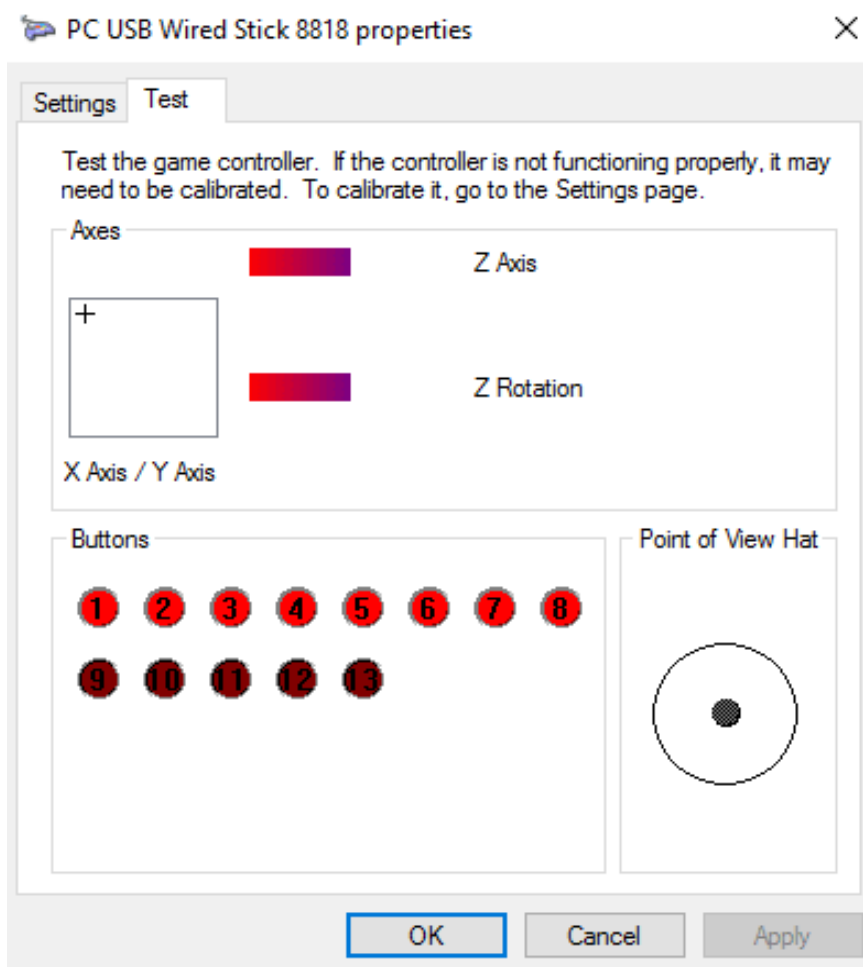 PC USB Wired Stick 8818 properties
Settings
Test
Test the game controller.  If the controller is not functioning properly, it may
need to be calibrated.  To calibrate it, go to the Settings page.
Axes
Z Axis
Z Rotation
X Axis / Y Axis
Buttons
1 2 3 4 5 6 7 8
9 10 11 12 13
Point of View Hat
OK
Cancel
Apply